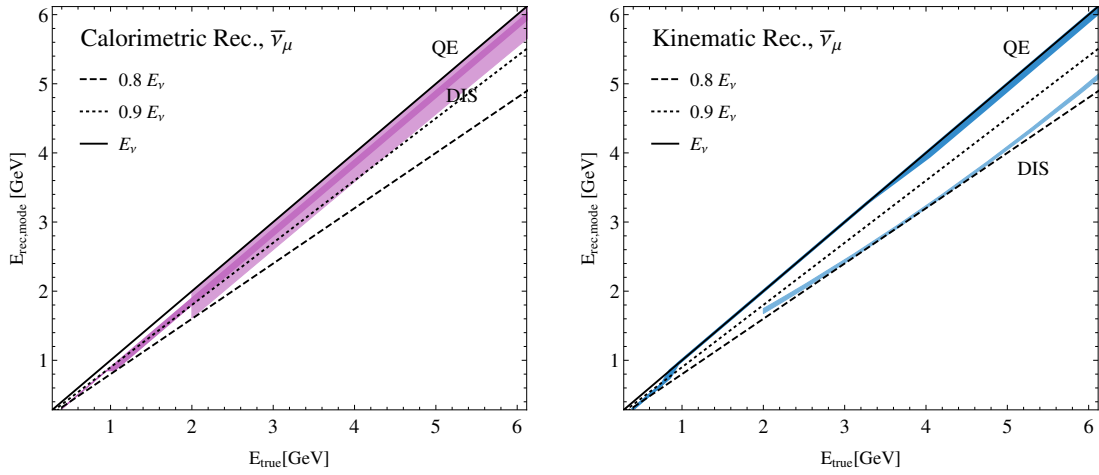 Calorimetric Rec., ν̅μ
0.8 Eν
0.9 Eν
Eν
QE
DIS
6
5
4
3
2
1
Erec,mode [GeV]
1 2 3 4 5 6
Etrue[GeV]
Kinematic Rec., ν̅μ
0.8 Eν
0.9 Eν
Eν
QE
DIS
6
5
4
3
2
1
Erec,mode [GeV]
1 2 3 4 5 6
Etrue[GeV]